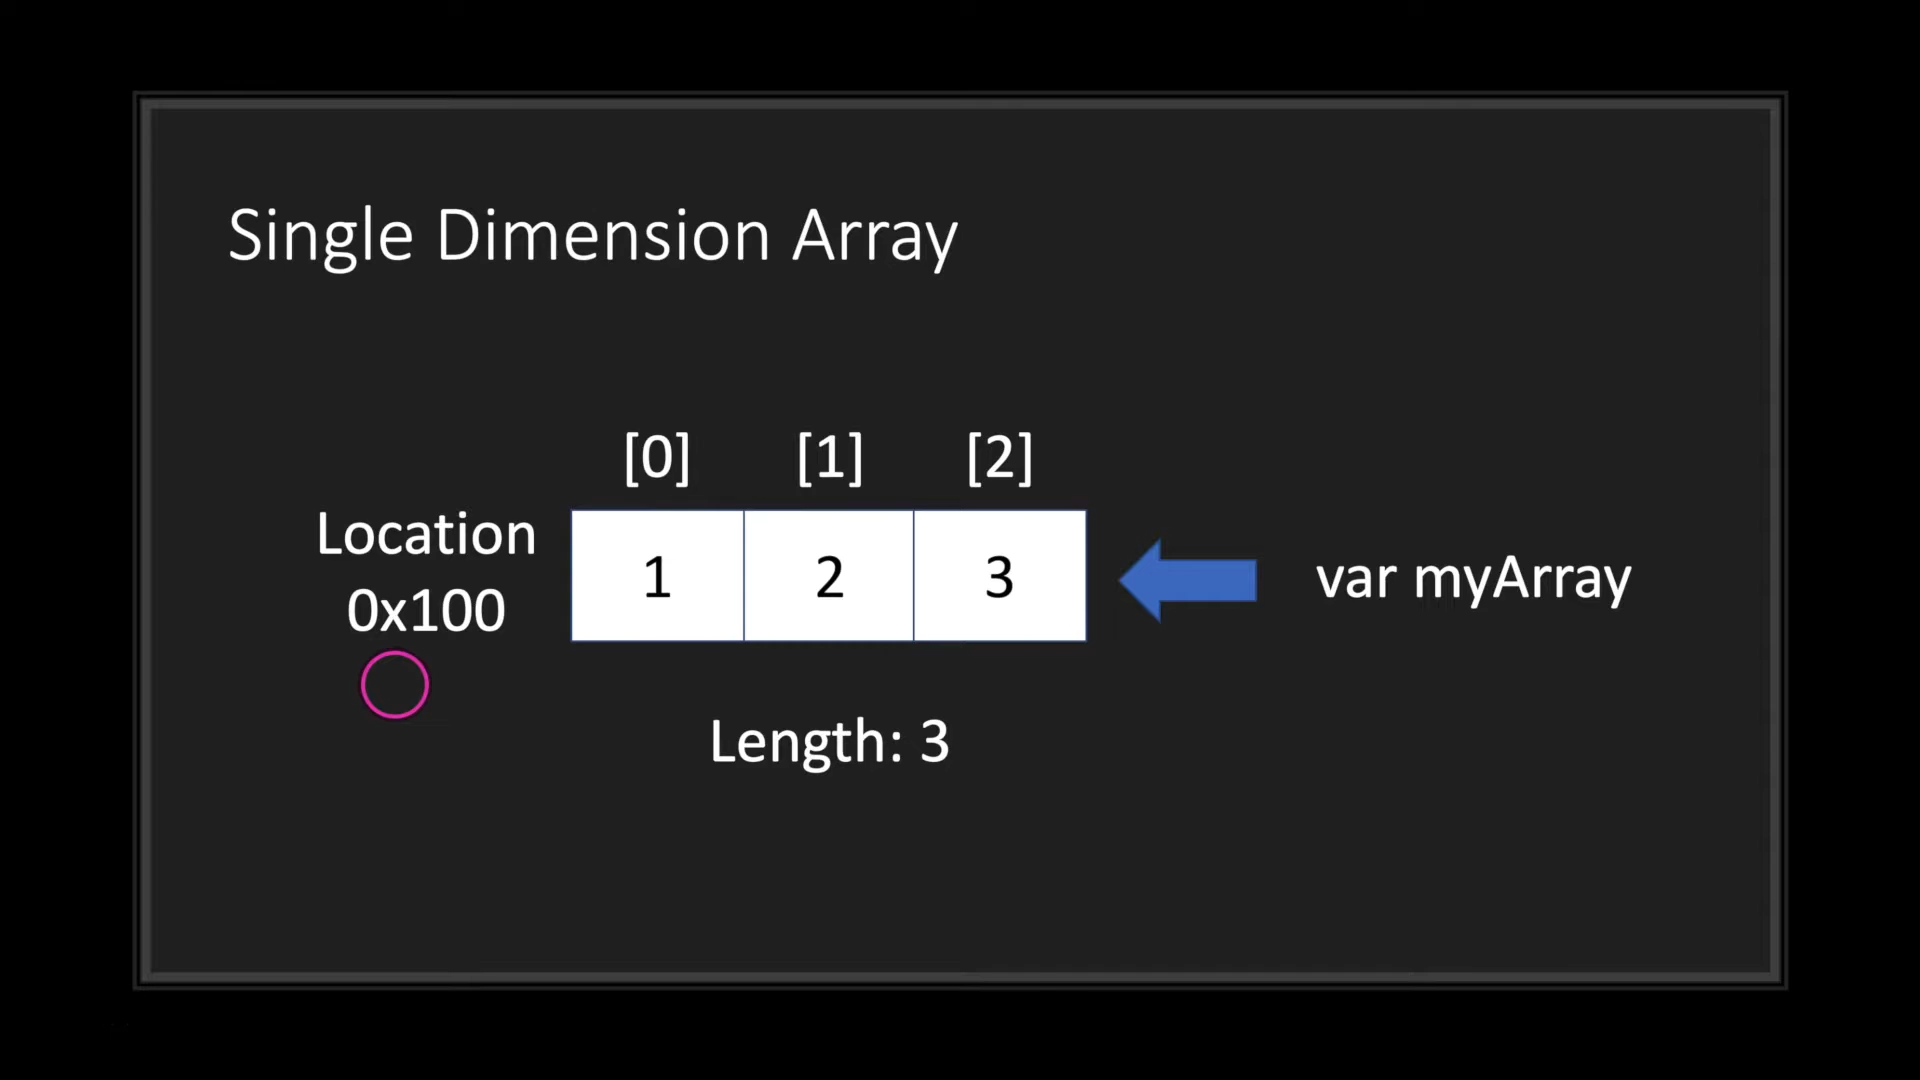 Single Dimension Array
[0] [1] [2]
Location
0x100
1 2 3
var myArray
Length: 3